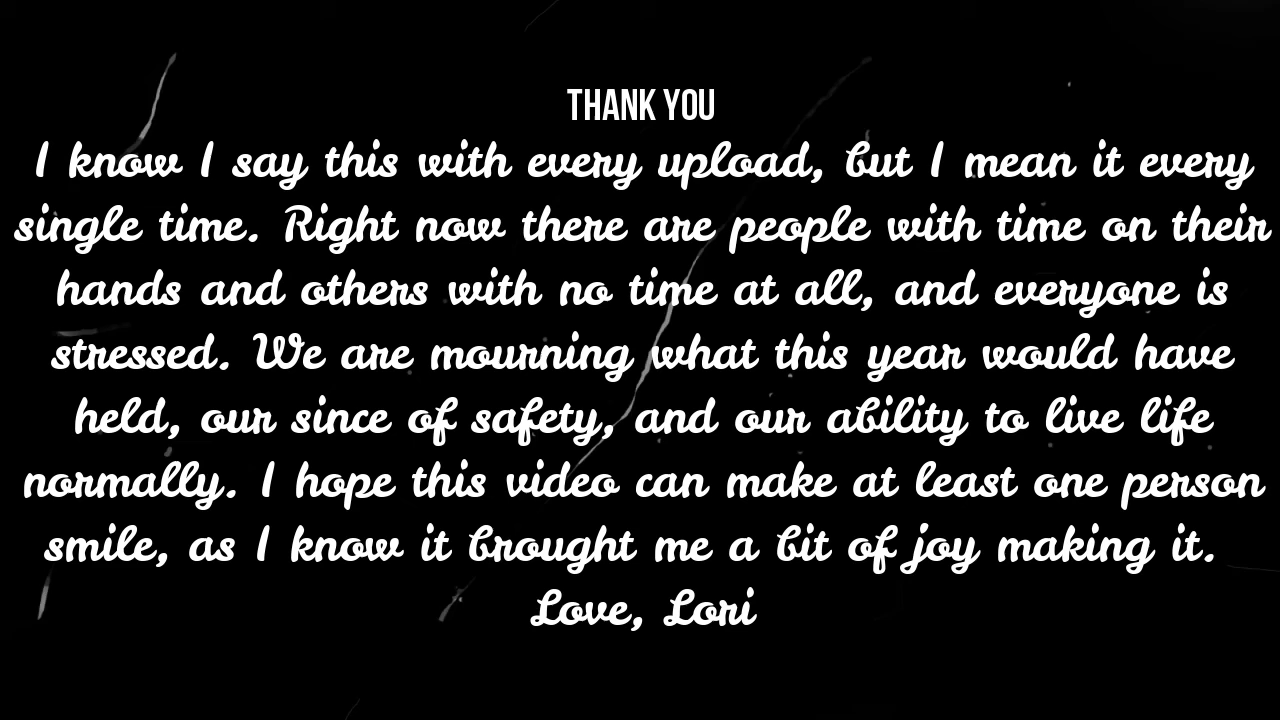 THANK YOU
I know I say this with every upload, but I mean it every
single time. Right now there are people with time on their
hands and others with no time at all, and everyone is
stressed. We are mourning what this year would have
held, our since of safety, and our ability to live life
normally. I hope this video can make at least one person
smile, as I know it brought me a bit of joy making it.
Love, Lori